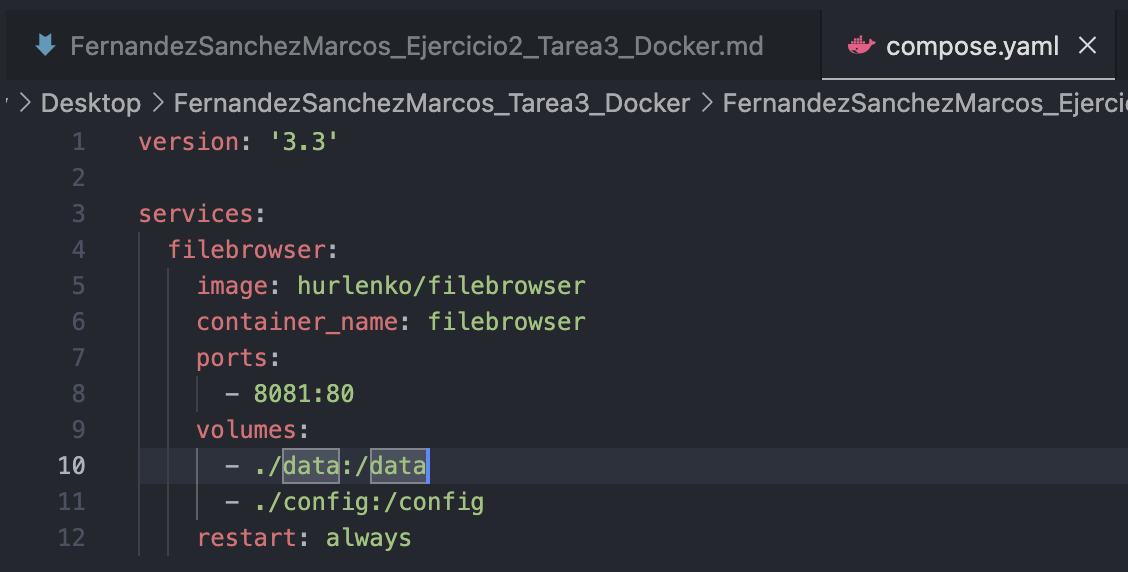 FernandezSanchezMarcos_Ejercicio2_Tarea3_Docker.md
compose.yaml
Desktop > FernandezSanchezMarcos_Tarea3_Docker > FernandezSanchezMarcos_Ejerci
1 version: '3.3'
2
3 services:
4   filebrowser:
5     image: hurlenko/filebrowser
6     container_name: filebrowser
7     ports:
8       - 8081:80
9     volumes:
10       - ./data:/data
11       - ./config:/config
12     restart: always